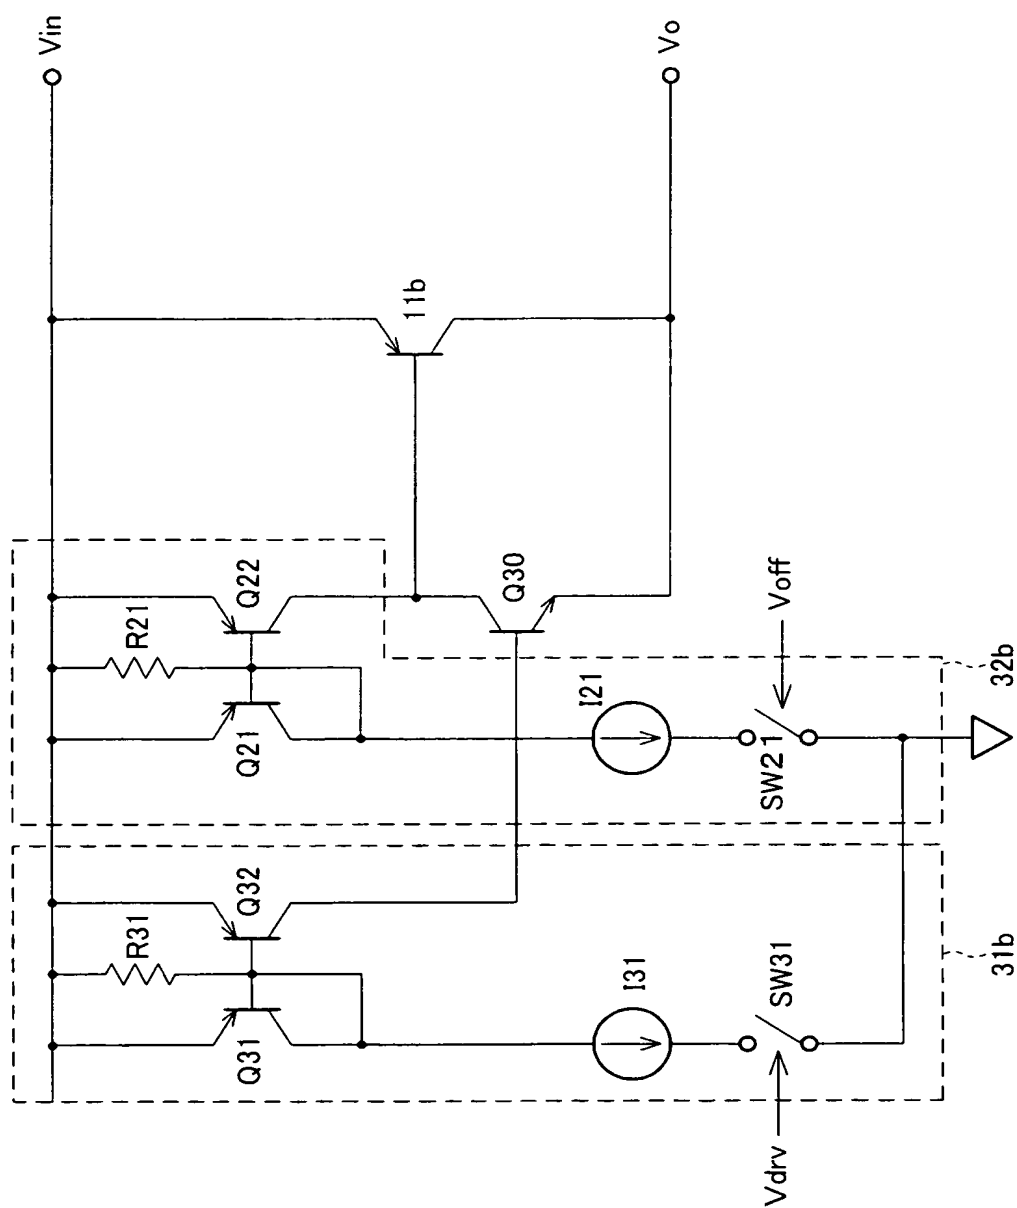 Vin
Vo
11b
Q22
R21
Q21
Q30
I21
Voff
SW21
32b
Q32
R31
Q31
I31
SW31
31b
Vdrv